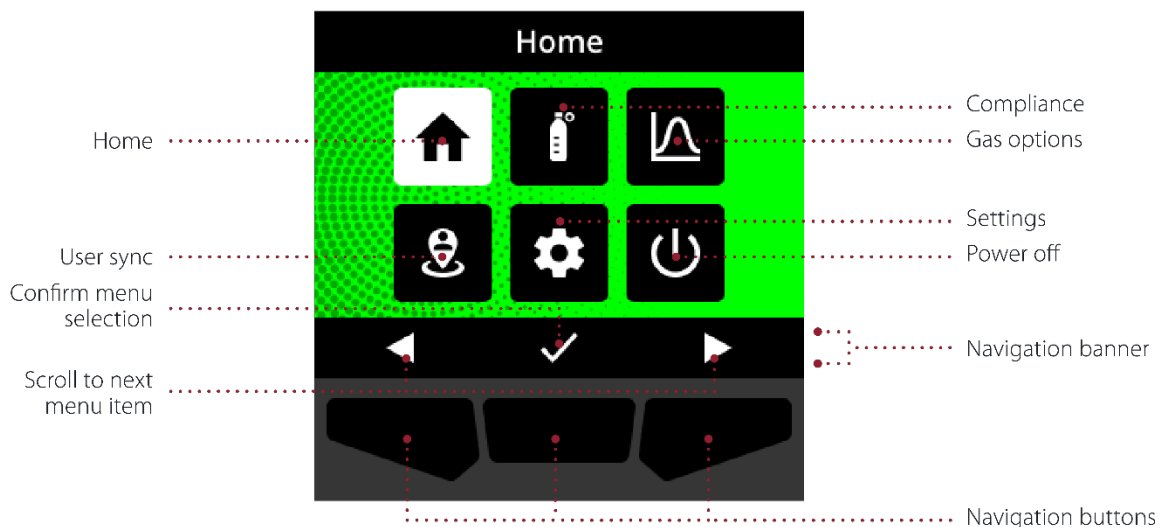 Home
Compliance
Home
Gas options
Settings
User sync
Power off
Confirm menu
selection
Navigation banner
Scroll to next
menu item
Navigation buttons